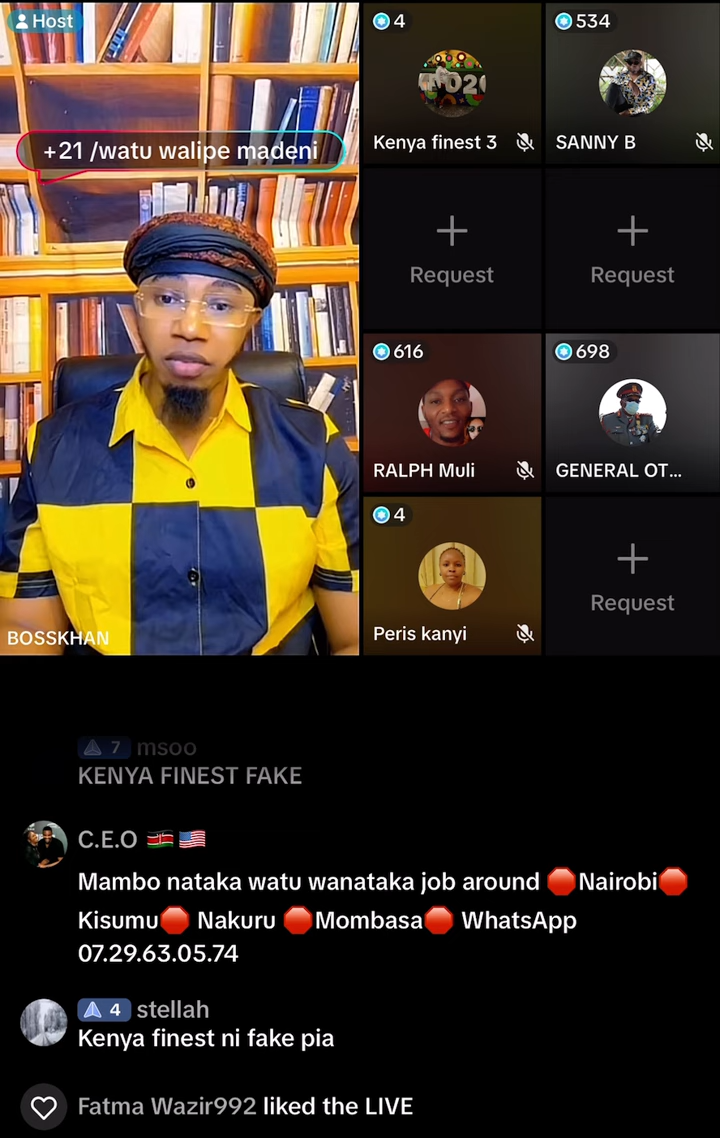 Host
+21 /watu walipe madeni
BOSSKHAN
4
Kenya finest 3
534
SANNY B
Request
Request
616
RALPH Muli
698
GENERAL OT...
4
Peris kanyi
Request
7 msoo
KENYA FINEST FAKE
C.E.O 🇰🇪🇺🇸
Mambo nataka watu wanataka job around 🛑Nairobi🛑
Kisumu🛑 Nakuru 🛑Mombasa🛑 WhatsApp
07.29.63.05.74
4 stellah
Kenya finest ni fake pia
Fatma Wazir992 liked the LIVE